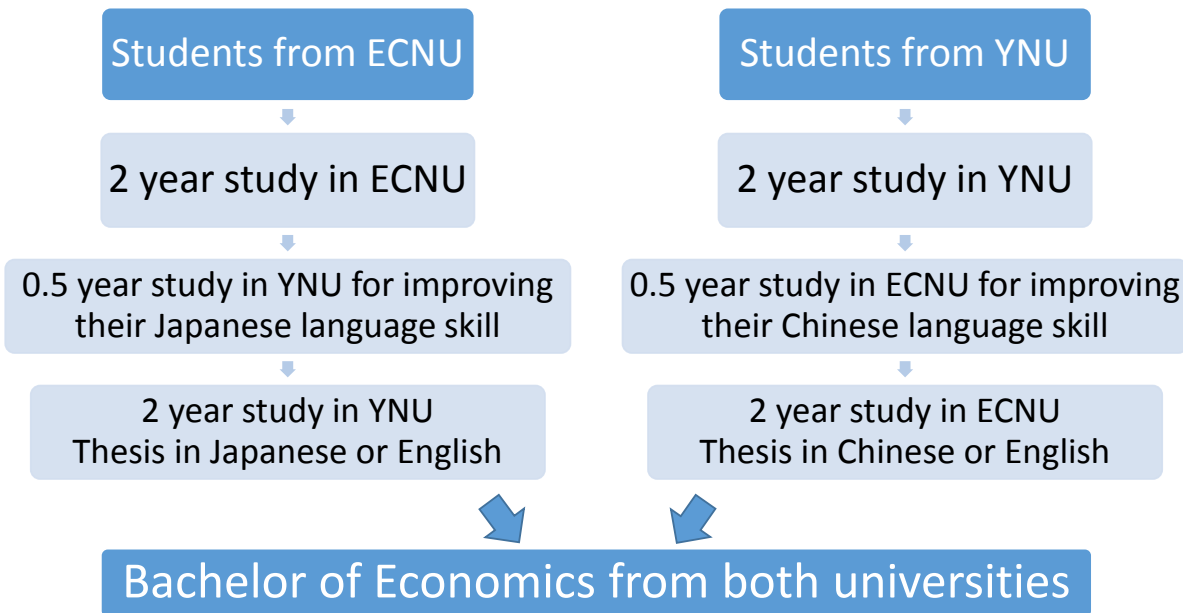 Students from ECNU
2 year study in ECNU
0.5 year study in YNU for improving
their Japanese language skill
2 year study in YNU
Thesis in Japanese or English
Students from YNU
2 year study in YNU
0.5 year study in ECNU for improving
their Chinese language skill
2 year study in ECNU
Thesis in Chinese or English
Bachelor of Economics from both universities